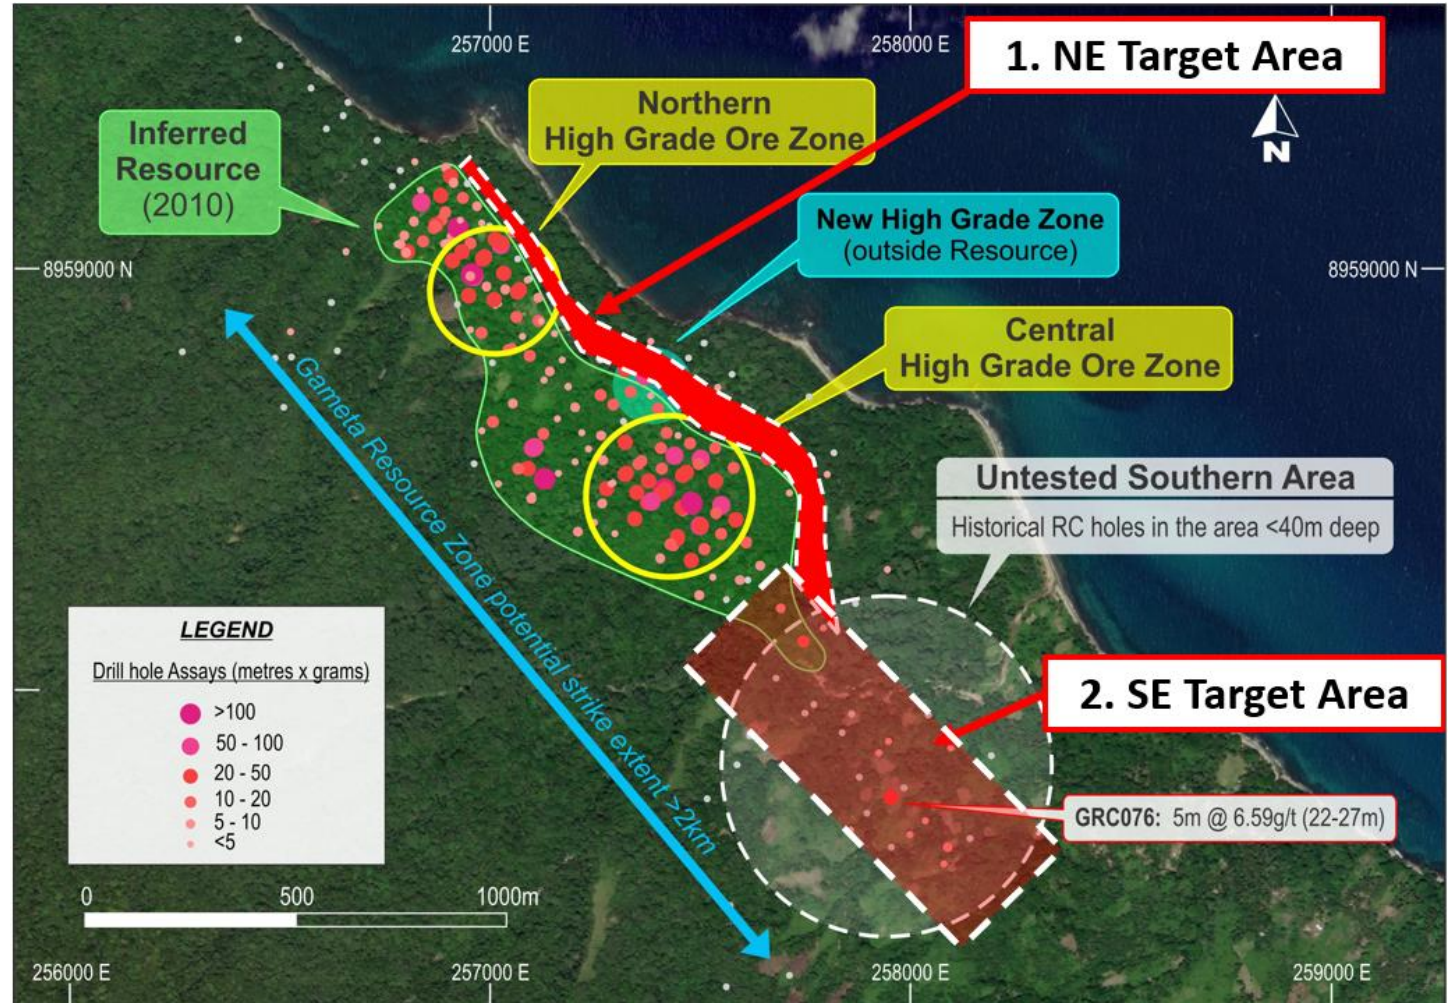 257000 E
258000 E
1. NE Target Area
N
Northern
High Grade Ore Zone
Inferred
Resource
(2010)
New High Grade Zone
(outside Resource)
8959000 N
8959000 N
Central
High Grade Ore Zone
Gameta Resource Zone potential strike extent >2km
Untested Southern Area
Historical RC holes in the area <40m deep
LEGEND
Drill hole Assays (metres x grams)
>100
50 - 100
20 - 50
10 - 20
5 - 10
<5
2. SE Target Area
GRC076: 5m @ 6.59g/t (22-27m)
0 500 1000m
256000 E
257000 E
258000 E
259000 E